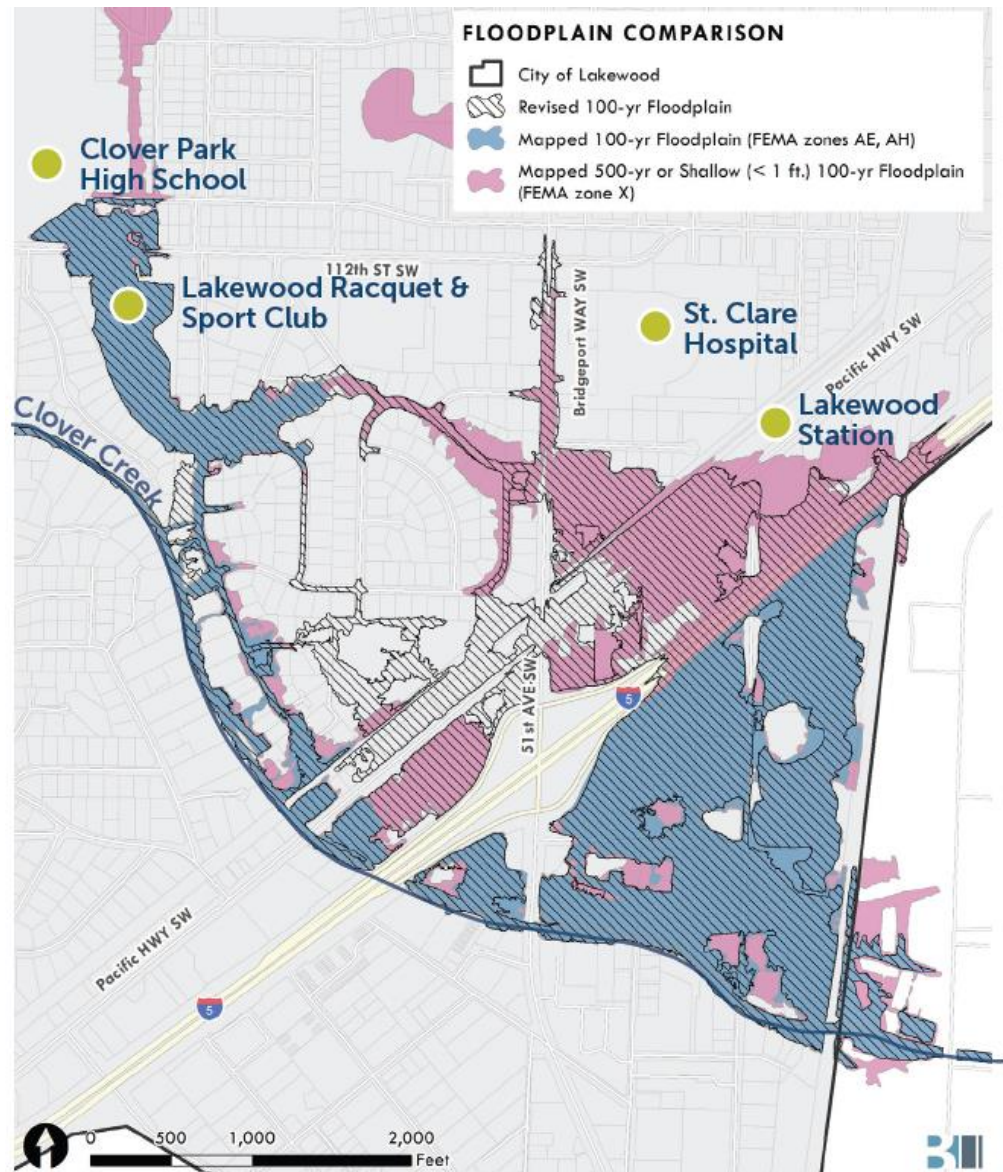 FLOODPLAIN COMPARISON
City of Lakewood
Revised 100-yr Floodplain
Mapped 100-yr Floodplain (FEMA zones AE, AH)
Mapped 500-yr or Shallow (< 1 ft.) 100-yr Floodplain
(FEMA zone X)
Clover Park
High School
112th ST SW
Lakewood Racquet &
Sport Club
Bridgeport WAY SW
St. Clare
Hospital
Pacific HWY SW
Lakewood
Station
Clover Creek
51st AVE SW
5
Pacific HWY SW
5
0 500 1,000 2,000
Feet